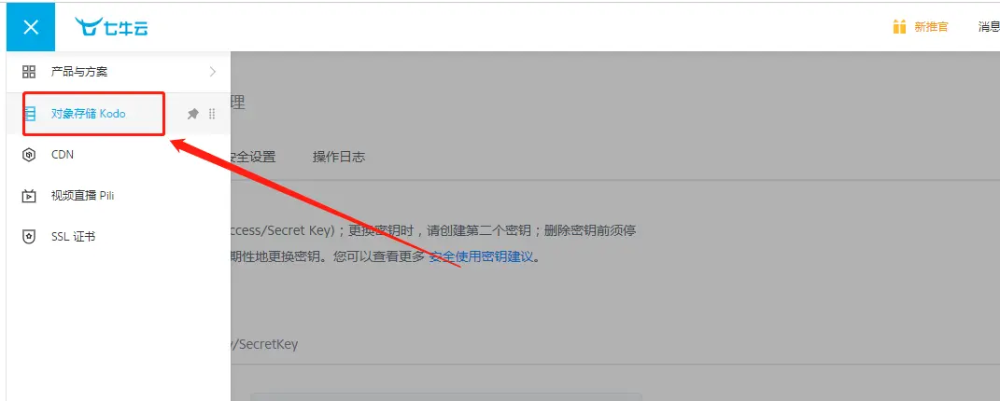 七牛云
新推官
消息
产品与方案
理
对象存储 Kodo
安全设置
操作日志
CDN
视频直播 Pili
ccess/Secret Key)；更换密钥时，请创建第二个密钥；删除密钥前须停
SSL 证书
期性地更换密钥。您可以查看更多 安全使用密钥建议。
/SecretKey